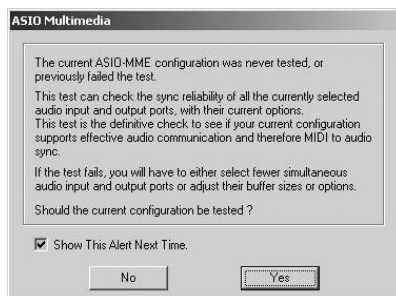 ASIO Multimedia
The current ASIO-MME configuration was never tested, or
previously failed the test.
This test can check the sync reliability of all the currently selected
audio input and output ports, with their current options.
This test is the definitive check to see if your current configuration
supports effective audio communication and therefore MIDI to audio
sync.
If the test fails, you will have to either select fewer simultaneous
audio input and output ports or adjust their buffer sizes or options.
Should the current configuration be tested ?
Show This Alert Next Time.
No
Yes